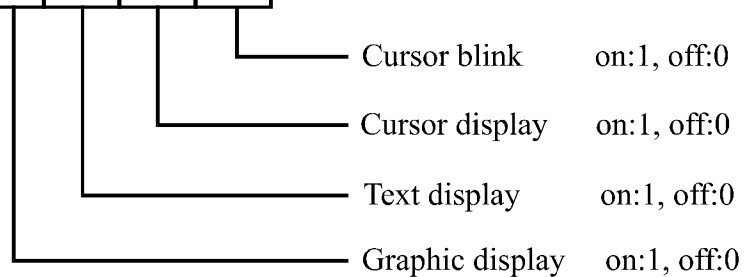 Cursor blink on:1, off:0
Cursor display on:1, off:0
Text display on:1, off:0
Graphic display on:1, off:0